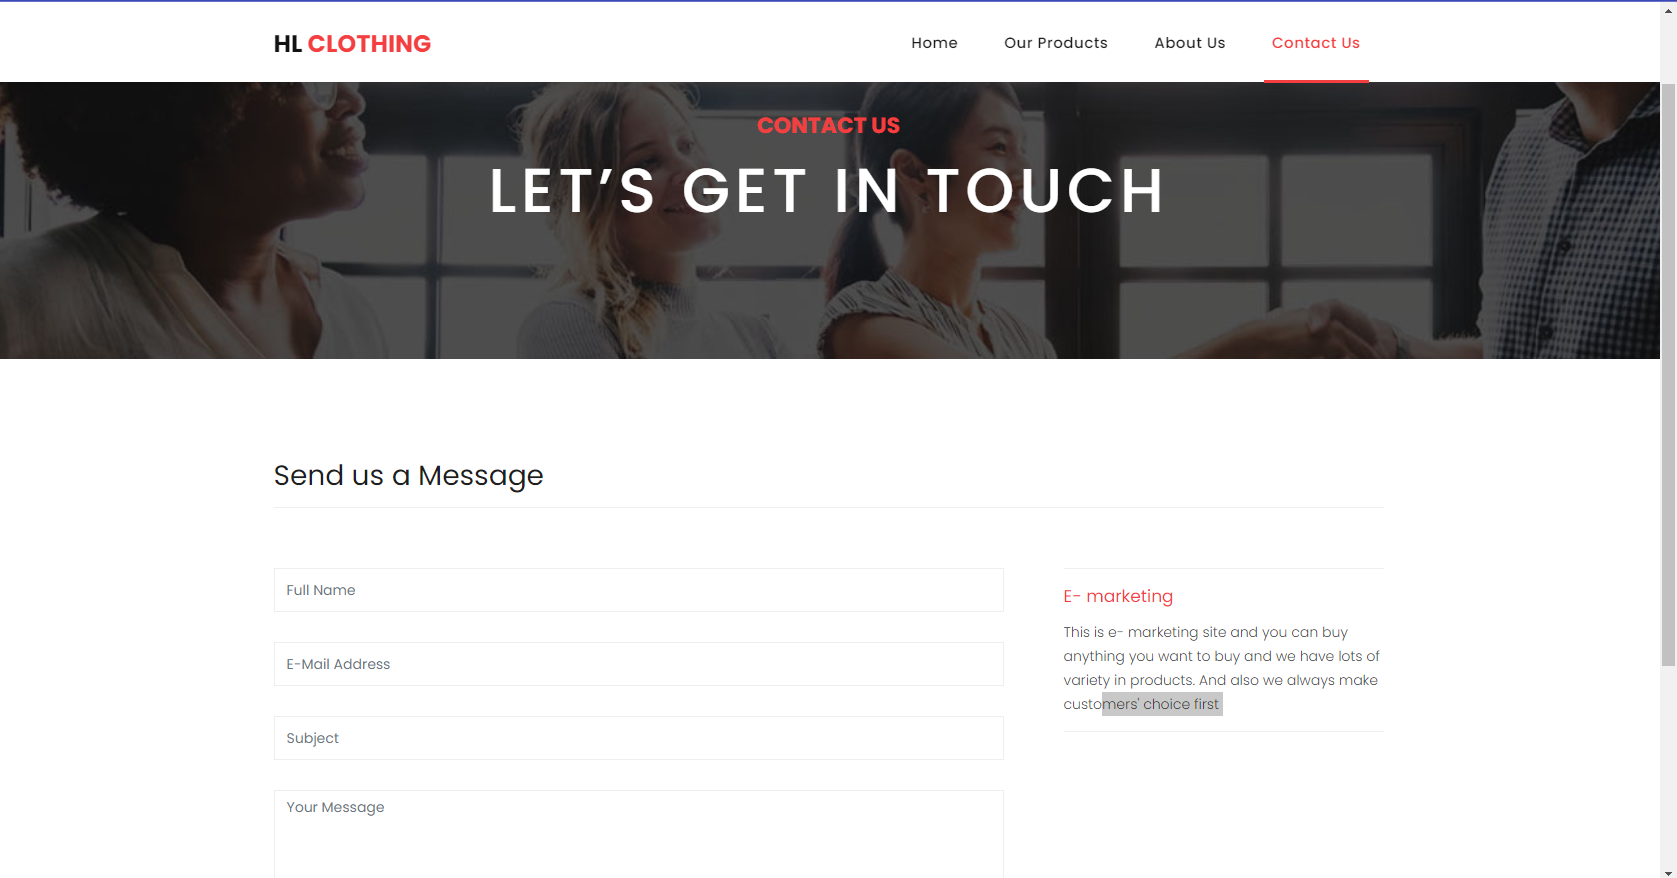 HL CLOTHING
Home Our Products About Us Contact Us
CONTACT US
LET’S GET IN TOUCH
Send us a Message
Full Name
E-Mail Address
Subject
Your Message
E- marketing
This is e- marketing site and you can buy
anything you want to buy and we have lots of
variety in products. And also we always make
customers' choice first